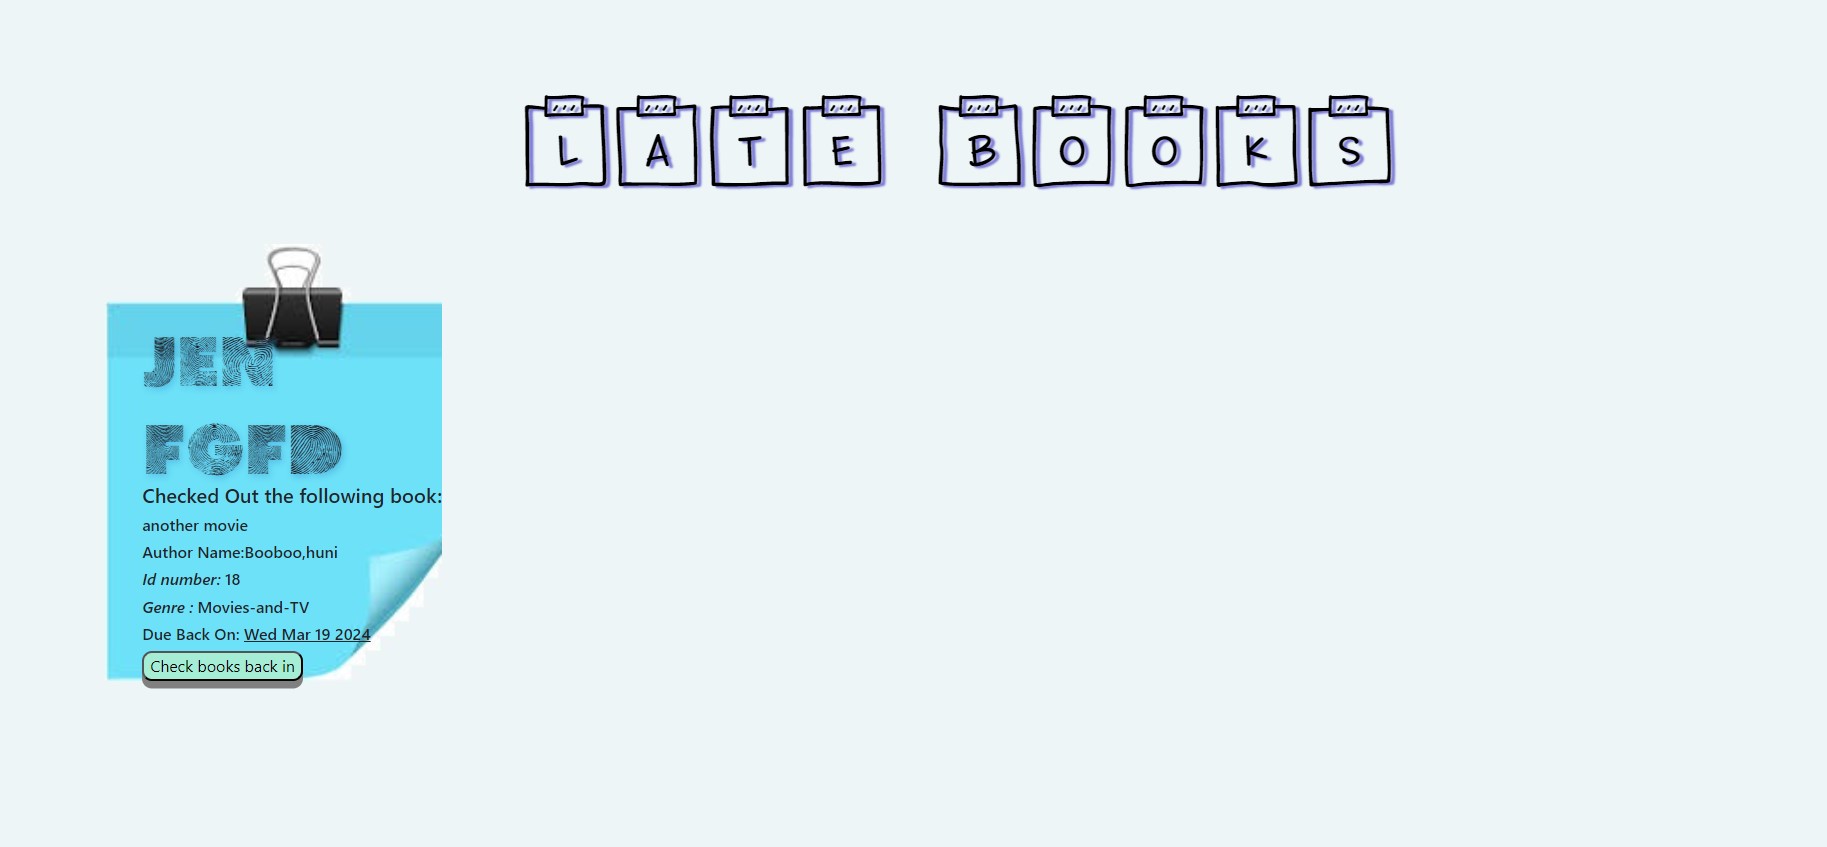 LATE BOOKS
JEN
FGFD
Checked Out the following book:
another movie
Author Name:Booboo,huni
Id number: 18
Genre : Movies-and-TV
Due Back On: Wed Mar 19 2024
Check books back in